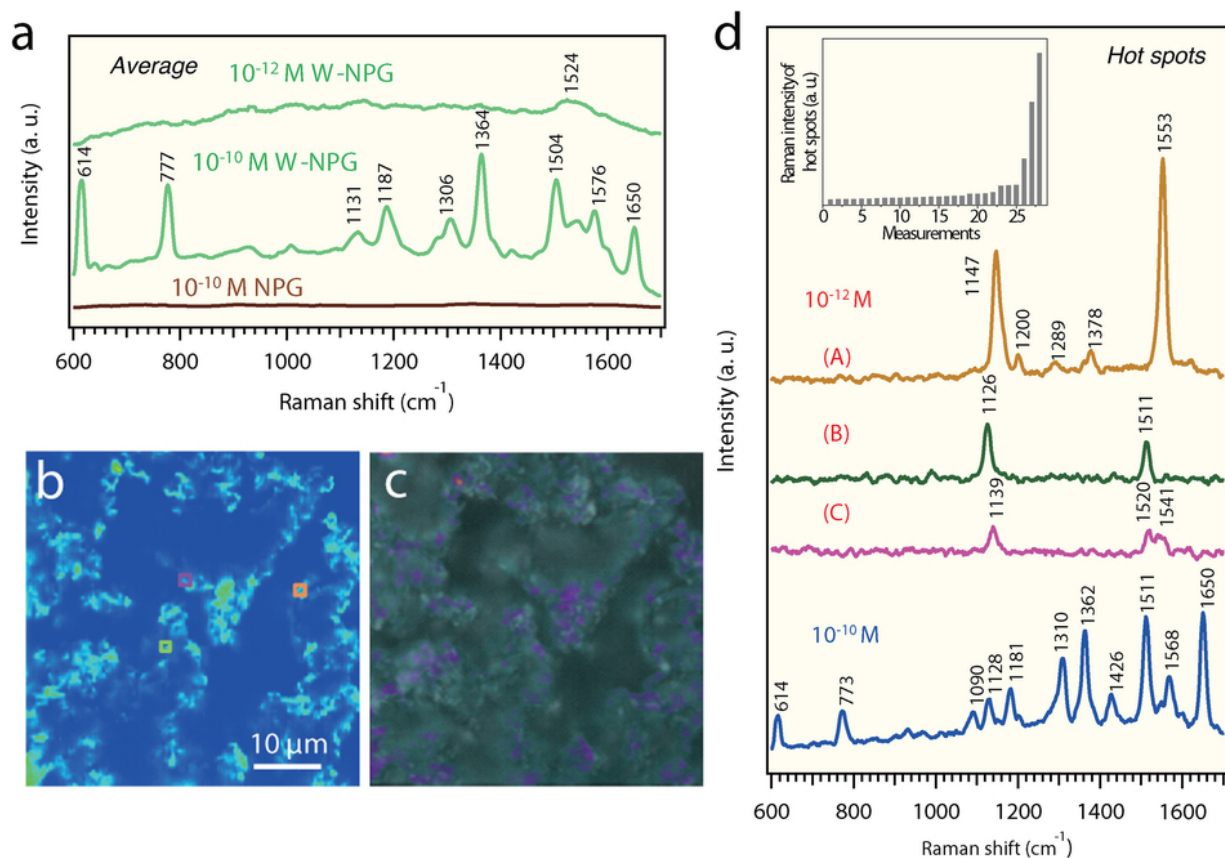 a
Average
10⁻¹² M W-NPG
1524
10⁻¹⁰ M W-NPG
614
777
1131
1187
1306
1364
1504
1576
1650
10⁻¹⁰ M NPG
Intensity (a. u.)
600 800 1000 1200 1400 1600
Raman shift (cm⁻¹)
b
10 µm
c
d
Hot spots
Raman intensity of
hot spots (a. u.)
0 5 10 15 20 25
Measurements
10⁻¹² M
(A)
1147
1200
1289
1378
1553
(B)
1126
1511
(C)
1139
1520
1541
10⁻¹⁰ M
614
773
1090
1128
1181
1310
1362
1426
1511
1568
1650
Intensity (a. u.)
600 800 1000 1200 1400 1600
Raman shift (cm⁻¹)